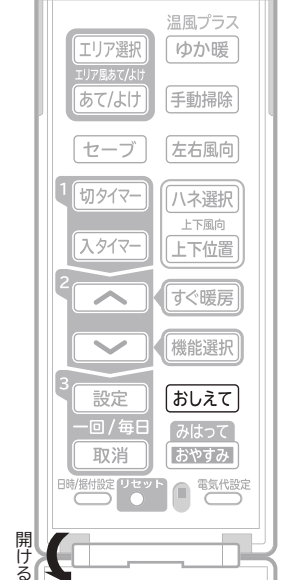 温風プラス
エリア選択
ゆか暖
エリア風あて/よけ
あて/よけ
手動掃除
セーブ
左右風向
1
切タイマー
ハネ選択
上下風向
入タイマー
上下位置
2
すぐ暖房
機能選択
3
設定
おしえて
一回/毎日
みはって
取消
おやすみ
日時/据付設定
リセット
電気代設定
開ける